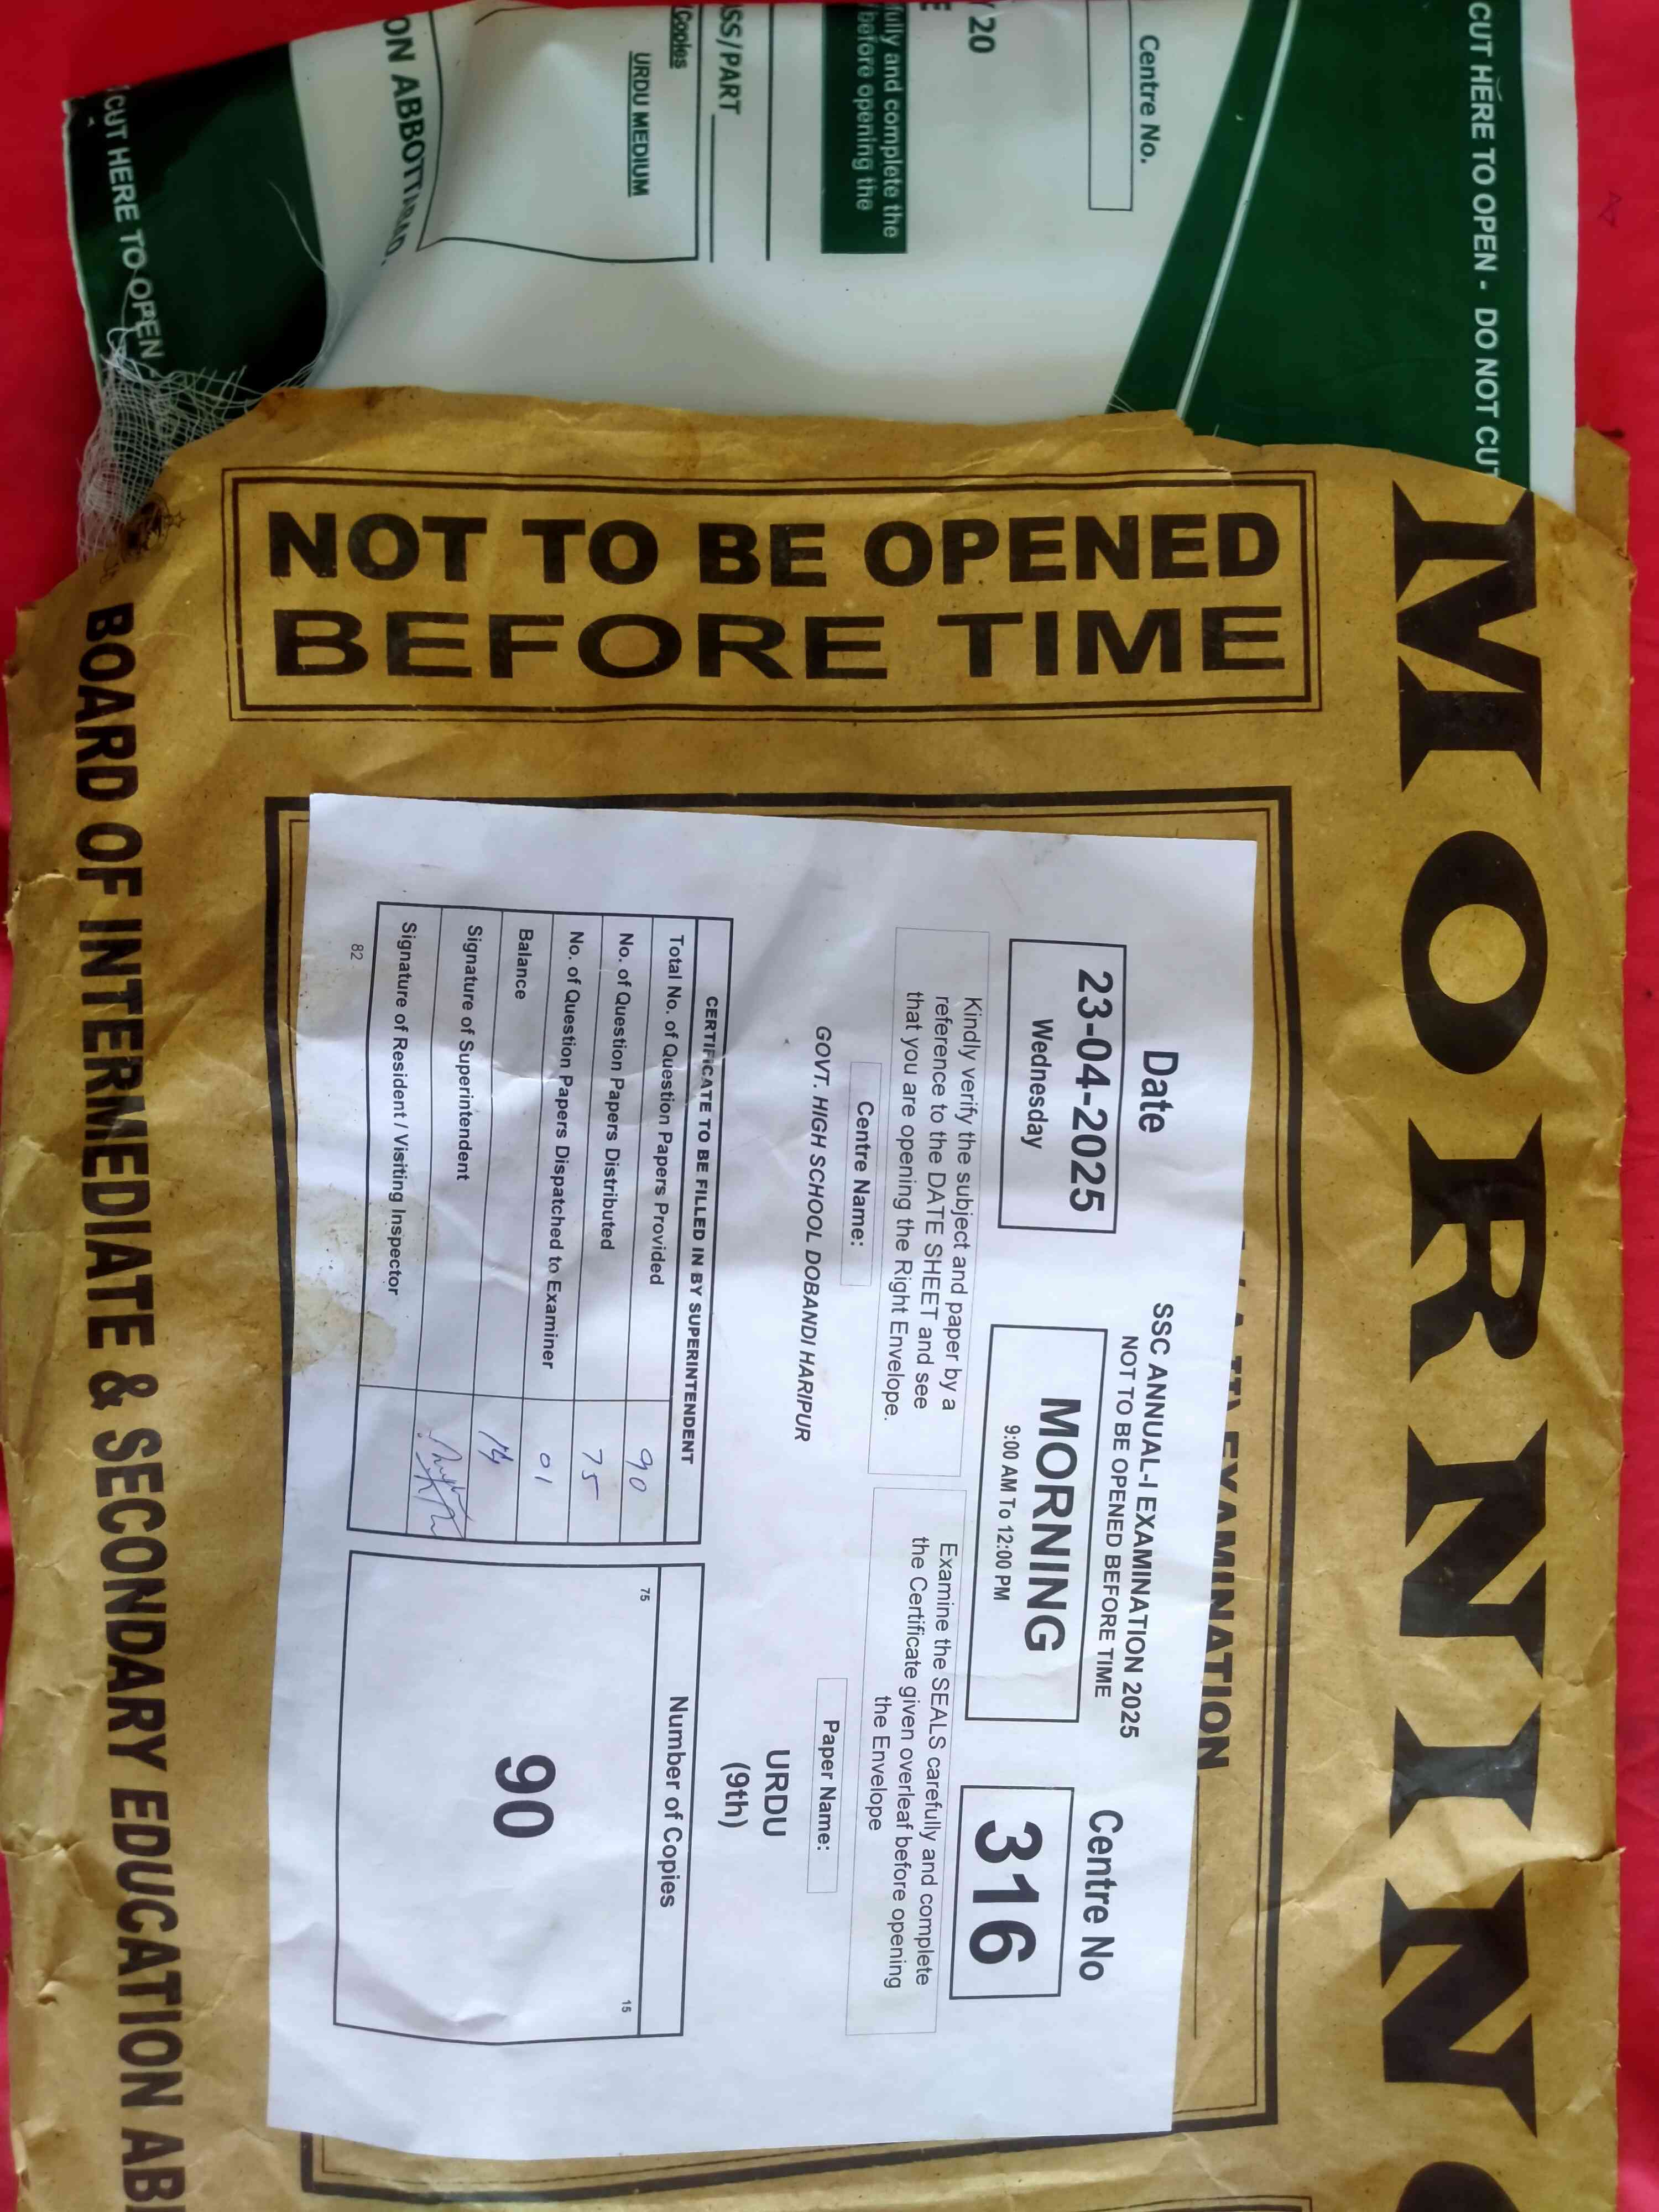 CUT HERE TO OPEN - DO NOT CUT
Centre No.
20
fully and complete the
before opening the
SS/PART
Copies
URDU MEDIUM
ON ABBOTTABAD.
CUT HERE TO OPEN
NOT TO BE OPENED
BEFORE TIME
MORNING
EXAMINATION
Date
23-04-2025
Wednesday
SSC ANNUAL-I EXAMINATION 2025
NOT TO BE OPENED BEFORE TIME
MORNING
9:00 AM To 12:00 PM
Centre No
316
Kindly verify the subject and paper by a
reference to the DATE SHEET and see
that you are opening the Right Envelope.
Examine the SEALS carefully and complete
the Certificate given overleaf before opening
the Envelope
Centre Name:
GOVT. HIGH SCHOOL DOBANDI HARIPUR
Paper Name:
URDU
(9th)
CERTIFICATE TO BE FILLED IN BY SUPERINTENDENT
Total No. of Question Papers Provided 90
No. of Question Papers Distributed 75
No. of Question Papers Dispatched to Examiner 01
Balance 14
Signature of Superintendent
Signature of Resident / Visiting Inspector
82
Number of Copies
75 15
90
BOARD OF INTERMEDIATE & SECONDARY EDUCATION AB